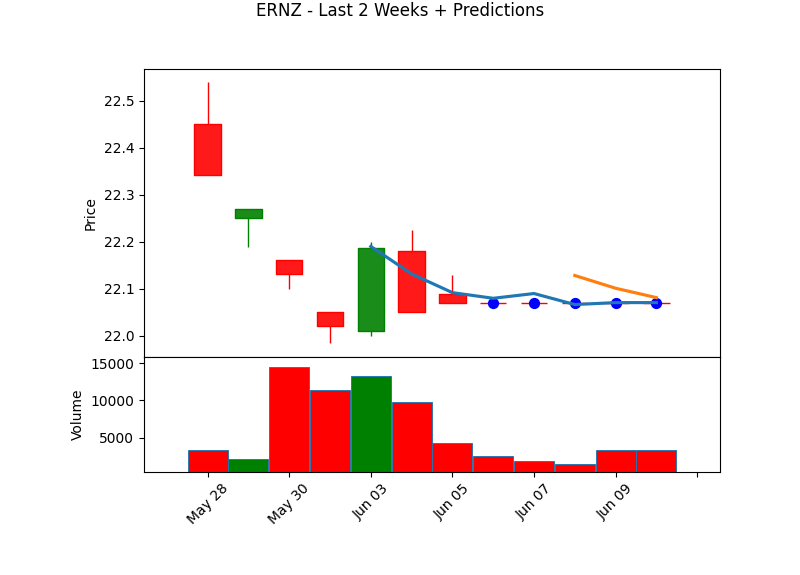 ERNZ - Last 2 Weeks + Predictions
22.5
22.4
22.3
22.2
22.1
22.0
Price
15000
10000
5000
Volume
May 28
May 30
Jun 03
Jun 05
Jun 07
Jun 09